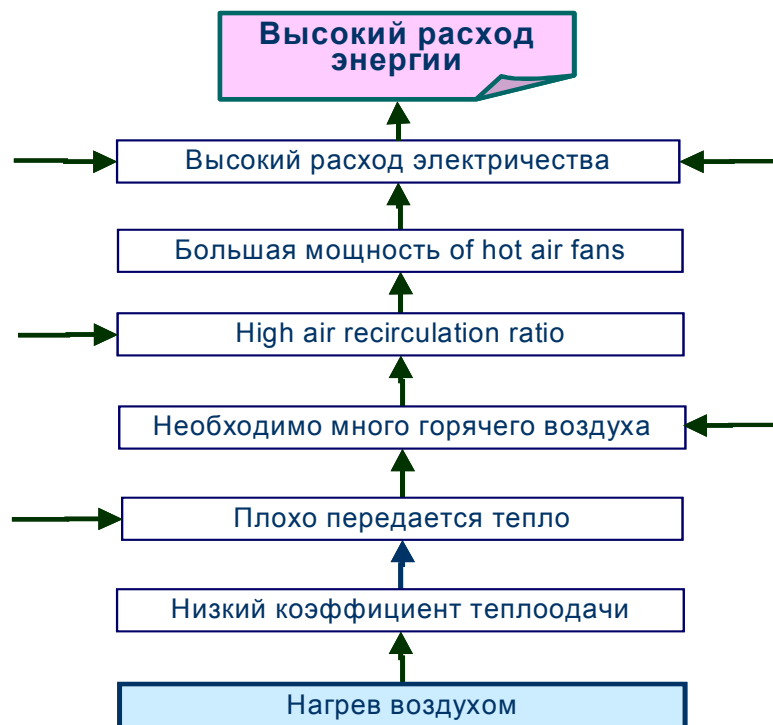 Высокий расход
энергии
Высокий расход электричества
Большая мощность of hot air fans
High air recirculation ratio
Необходимо много горячего воздуха
Плохо передается тепло
Низкий коэффициент теплоодачи
Нагрев воздухом